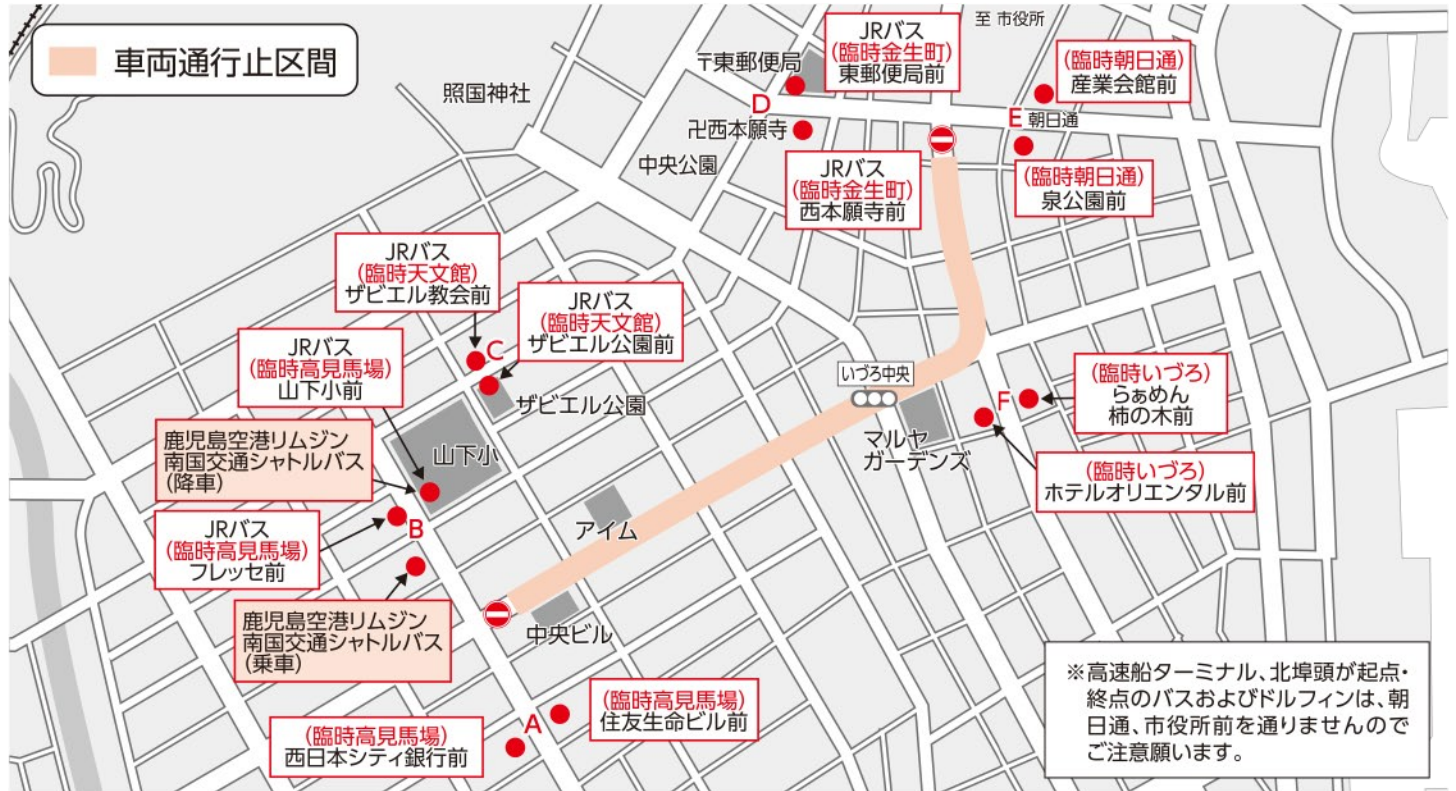 車両通行止区間
照国神社
〒東郵便局
JRバス
(臨時金生町)
東郵便局前
至 市役所
(臨時朝日通)
産業会館前
D
卍西本願寺
E 朝日通
中央公園
JRバス
(臨時金生町)
西本願寺前
(臨時朝日通)
泉公園前
JRバス
(臨時天文館)
ザビエル教会前
JRバス
(臨時天文館)
ザビエル公園前
C
JRバス
(臨時高見馬場)
山下小前
ザビエル公園
いづろ中央
(臨時いづろ)
らぁめん
柿の木前
F
マルヤ
ガーデンズ
鹿児島空港リムジン
南国交通シャトルバス
(降車)
山下小
(臨時いづろ)
ホテルオリエンタル前
JRバス
(臨時高見馬場)
フレッセ前
B
アイム
鹿児島空港リムジン
南国交通シャトルバス
(乗車)
中央ビル
A
(臨時高見馬場)
住友生命ビル前
(臨時高見馬場)
西日本シティ銀行前
※高速船ターミナル、北埠頭が起点・
終点のバスおよびドルフィンは、朝
日通、市役所前を通りませんので
ご注意願います。